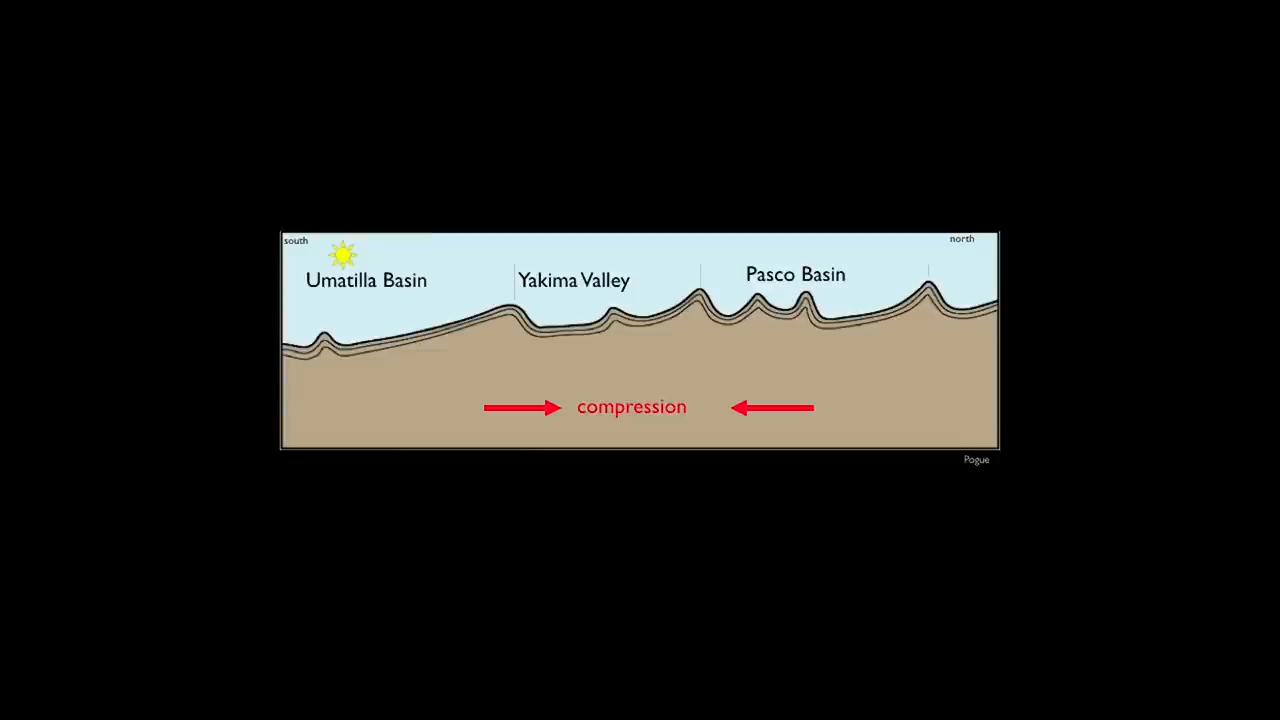 south
north
Umatilla Basin
Yakima Valley
Pasco Basin
compression
Pogue